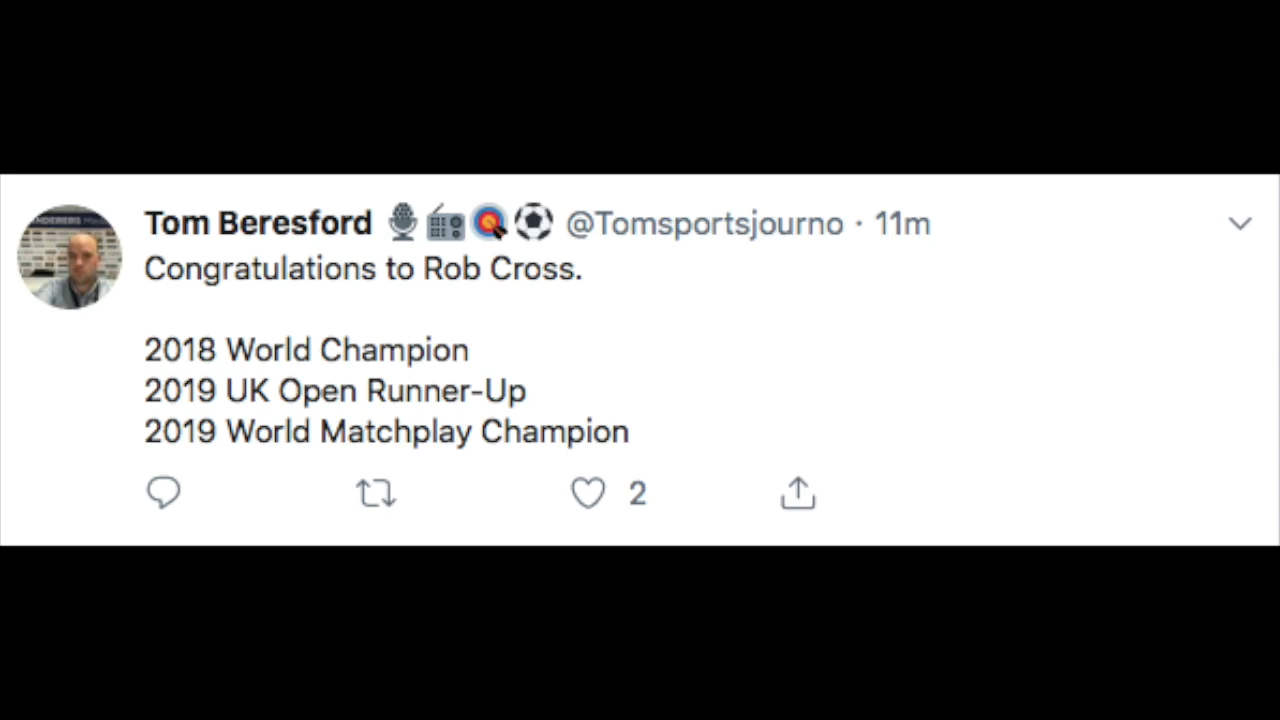 Tom Beresford 🎙️📻🎯⚽ @Tomsportsjourno · 11m
Congratulations to Rob Cross.
2018 World Champion
2019 UK Open Runner-Up
2019 World Matchplay Champion
2